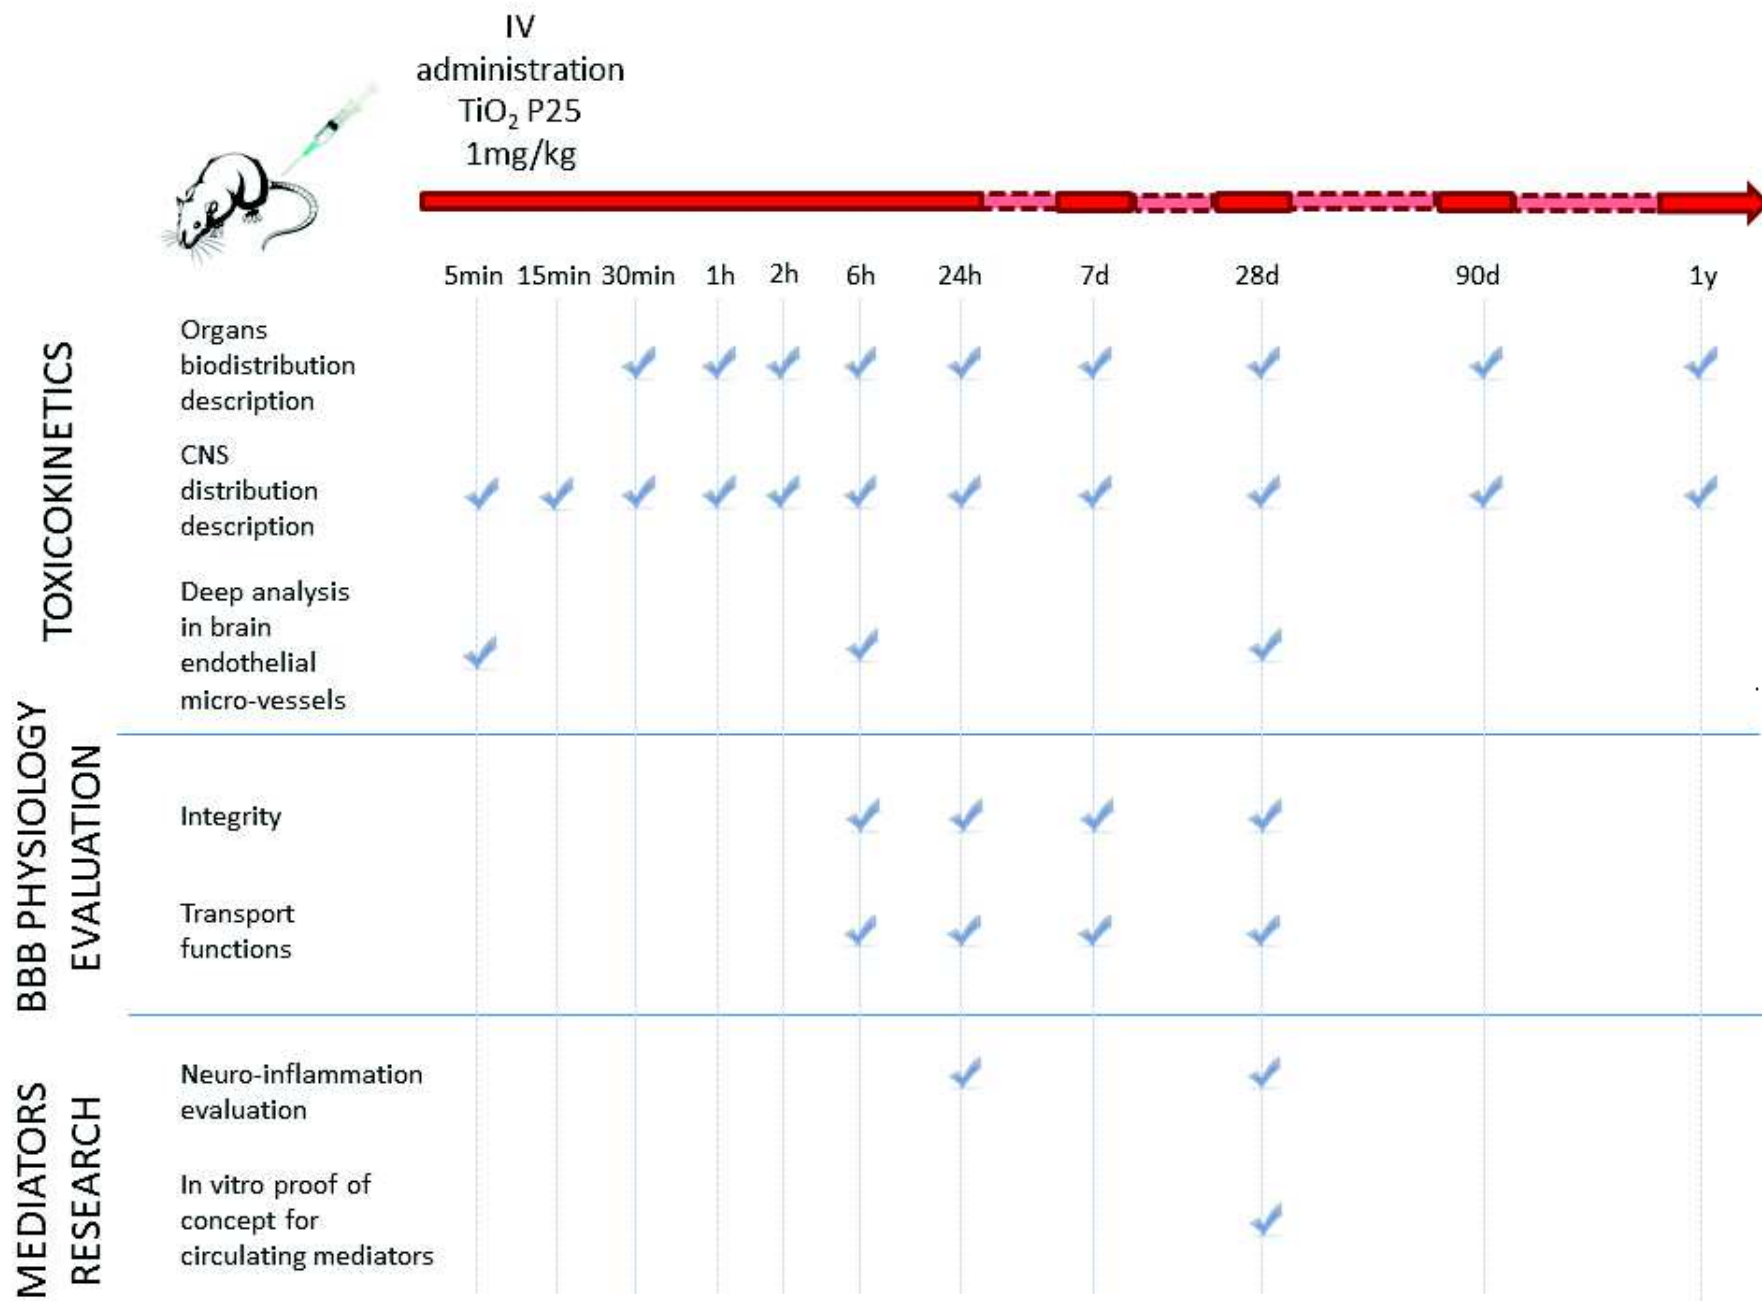 IV
administration
TiO₂ P25
1mg/kg
5min 15min 30min 1h 2h 6h 24h 7d 28d 90d 1y
TOXICOKINETICS
Organs
biodistribution
description
CNS
distribution
description
Deep analysis
in brain
endothelial
micro-vessels
BBB PHYSIOLOGY
EVALUATION
Integrity
Transport
functions
MEDIATORS
RESEARCH
Neuro-inflammation
evaluation
In vitro proof of
concept for
circulating mediators